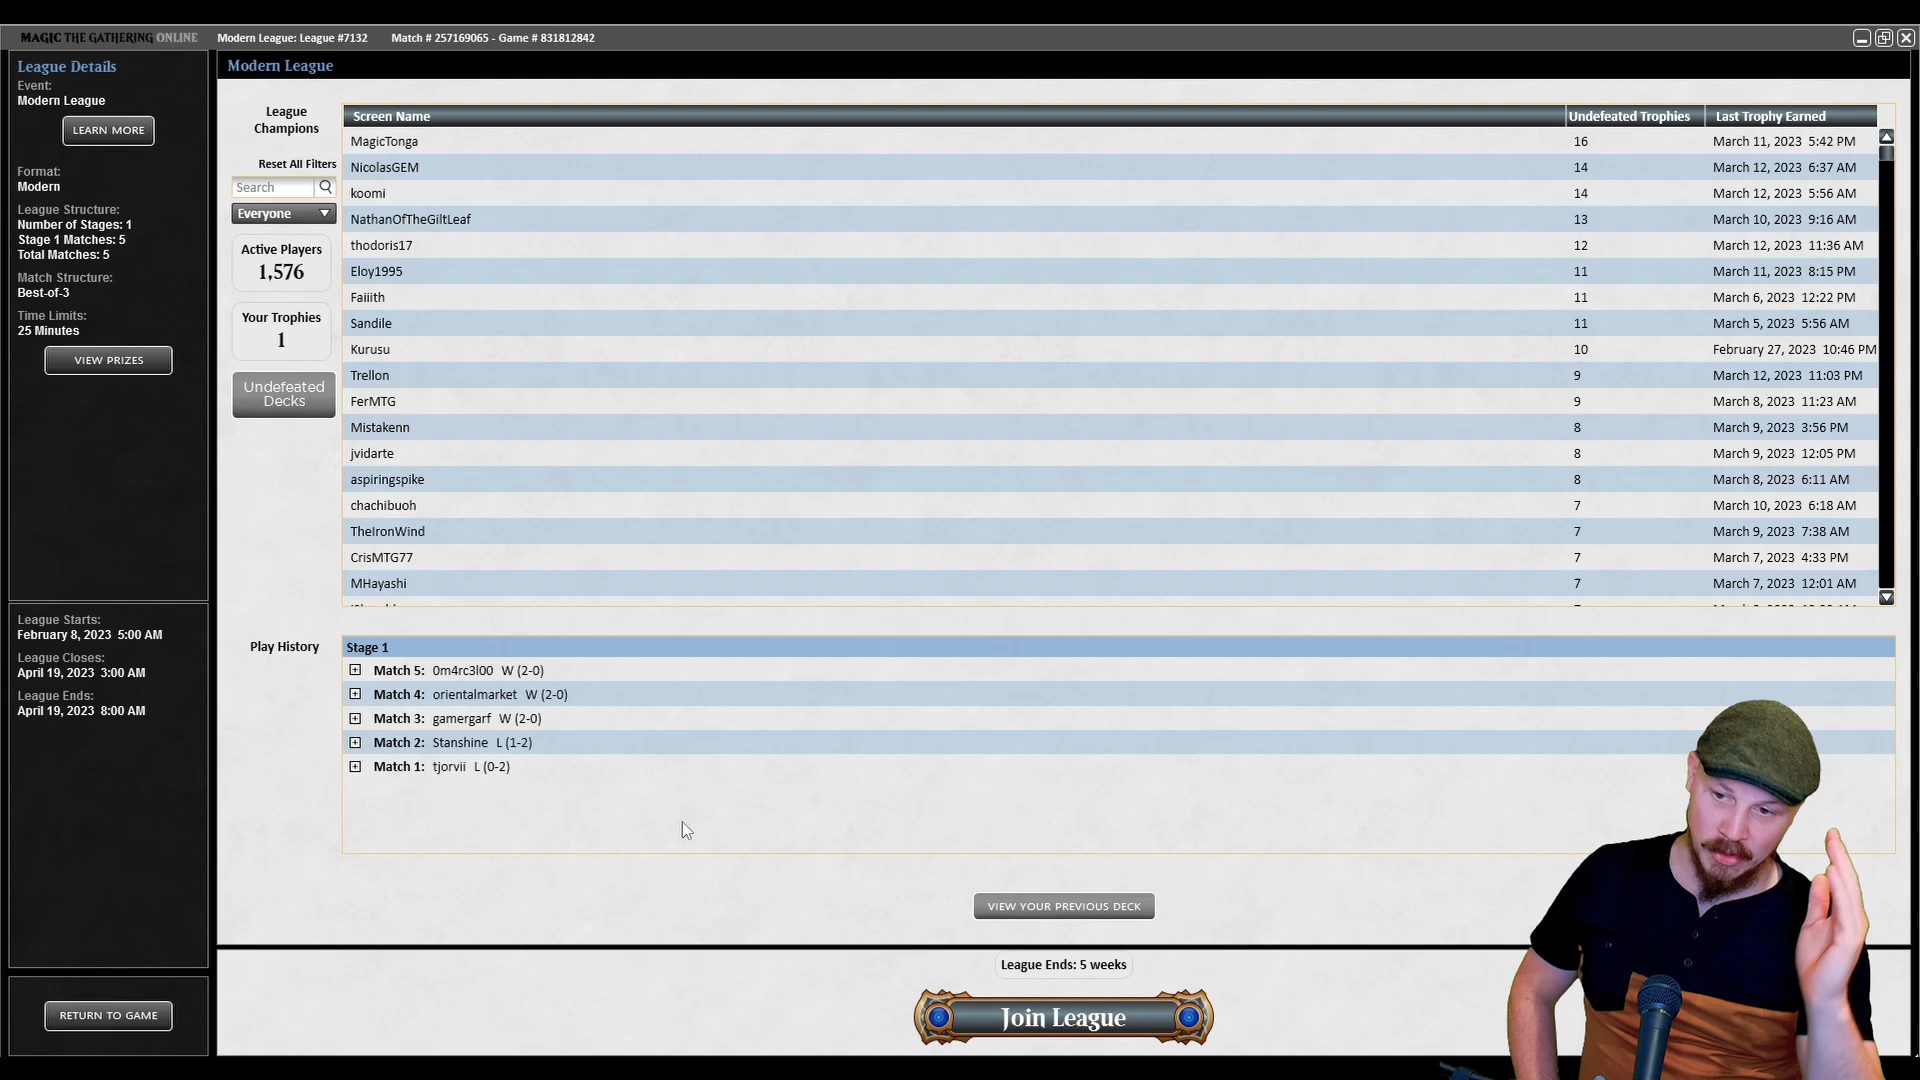 MAGIC THE GATHERING ONLINE Modern League: League #7132 Match # 257169065 - Game # 831812842
League Details
Event:
Modern League
LEARN MORE
Format:
Modern
League Structure:
Number of Stages: 1
Stage 1 Matches: 5
Total Matches: 5
Match Structure:
Best-of-3
Time Limits:
25 Minutes
VIEW PRIZES
League Starts:
February 8, 2023 5:00 AM
League Closes:
April 19, 2023 3:00 AM
League Ends:
April 19, 2023 8:00 AM
RETURN TO GAME
Modern League
League
Champions
Reset All Filters
Search
Everyone
Active Players
1,576
Your Trophies
1
Undefeated
Decks
Screen Name Undefeated Trophies Last Trophy Earned
MagicTonga 16 March 11, 2023 5:42 PM
NicolasGEM 14 March 12, 2023 6:37 AM
koomi 14 March 12, 2023 5:56 AM
NathanOfTheGiltLeaf 13 March 10, 2023 9:16 AM
thodoris17 12 March 12, 2023 11:36 AM
Eloy1995 11 March 11, 2023 8:15 PM
Faiiith 11 March 6, 2023 12:22 PM
Sandile 11 March 5, 2023 5:56 AM
Kurusu 10 February 27, 2023 10:46 PM
Trellon 9 March 12, 2023 11:03 PM
FerMTG 9 March 8, 2023 11:23 AM
Mistakenn 8 March 9, 2023 3:56 PM
jvidarte 8 March 9, 2023 12:05 PM
aspiringspike 8 March 8, 2023 6:11 AM
chachibuoh 7 March 10, 2023 6:18 AM
TheIronWind 7 March 9, 2023 7:38 AM
CrisMTG77 7 March 7, 2023 4:33 PM
MHayashi 7 March 7, 2023 12:01 AM
Play History
Stage 1
Match 5: 0m4rc3l00 W (2-0)
Match 4: orientalmarket W (2-0)
Match 3: gamergarf W (2-0)
Match 2: Stanshine L (1-2)
Match 1: tjorvii L (0-2)
VIEW YOUR PREVIOUS DECK
League Ends: 5 weeks
Join League